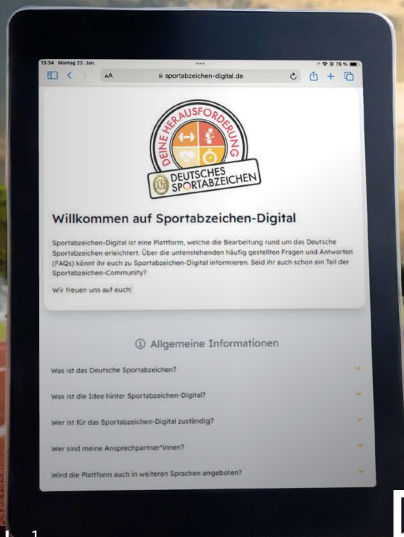 13:34 Montag 22. Jan.
79 %
AA
sportabzeichen-digital.de
DEINE HERAUSFORDERUNG
DEUTSCHES
SPORTABZEICHEN
Willkommen auf Sportabzeichen-Digital
Sportabzeichen-Digital ist eine Plattform, welche die Bearbeitung rund um das Deutsche
Sportabzeichen erleichtert. Über die untenstehenden häufig gestellten Fragen und Antworten
(FAQs) könnt ihr euch zu Sportabzeichen-Digital informieren. Seid ihr auch schon ein Teil der
Sportabzeichen-Community?
Wir freuen uns auf euch!
Allgemeine Informationen
Was ist das Deutsche Sportabzeichen?
Was ist die Idee hinter Sportabzeichen-Digital?
Wer ist für das Sportabzeichen-Digital zuständig?
Wer sind meine Ansprechpartner*innen?
Wird die Plattform auch in weiteren Sprachen angeboten?
1